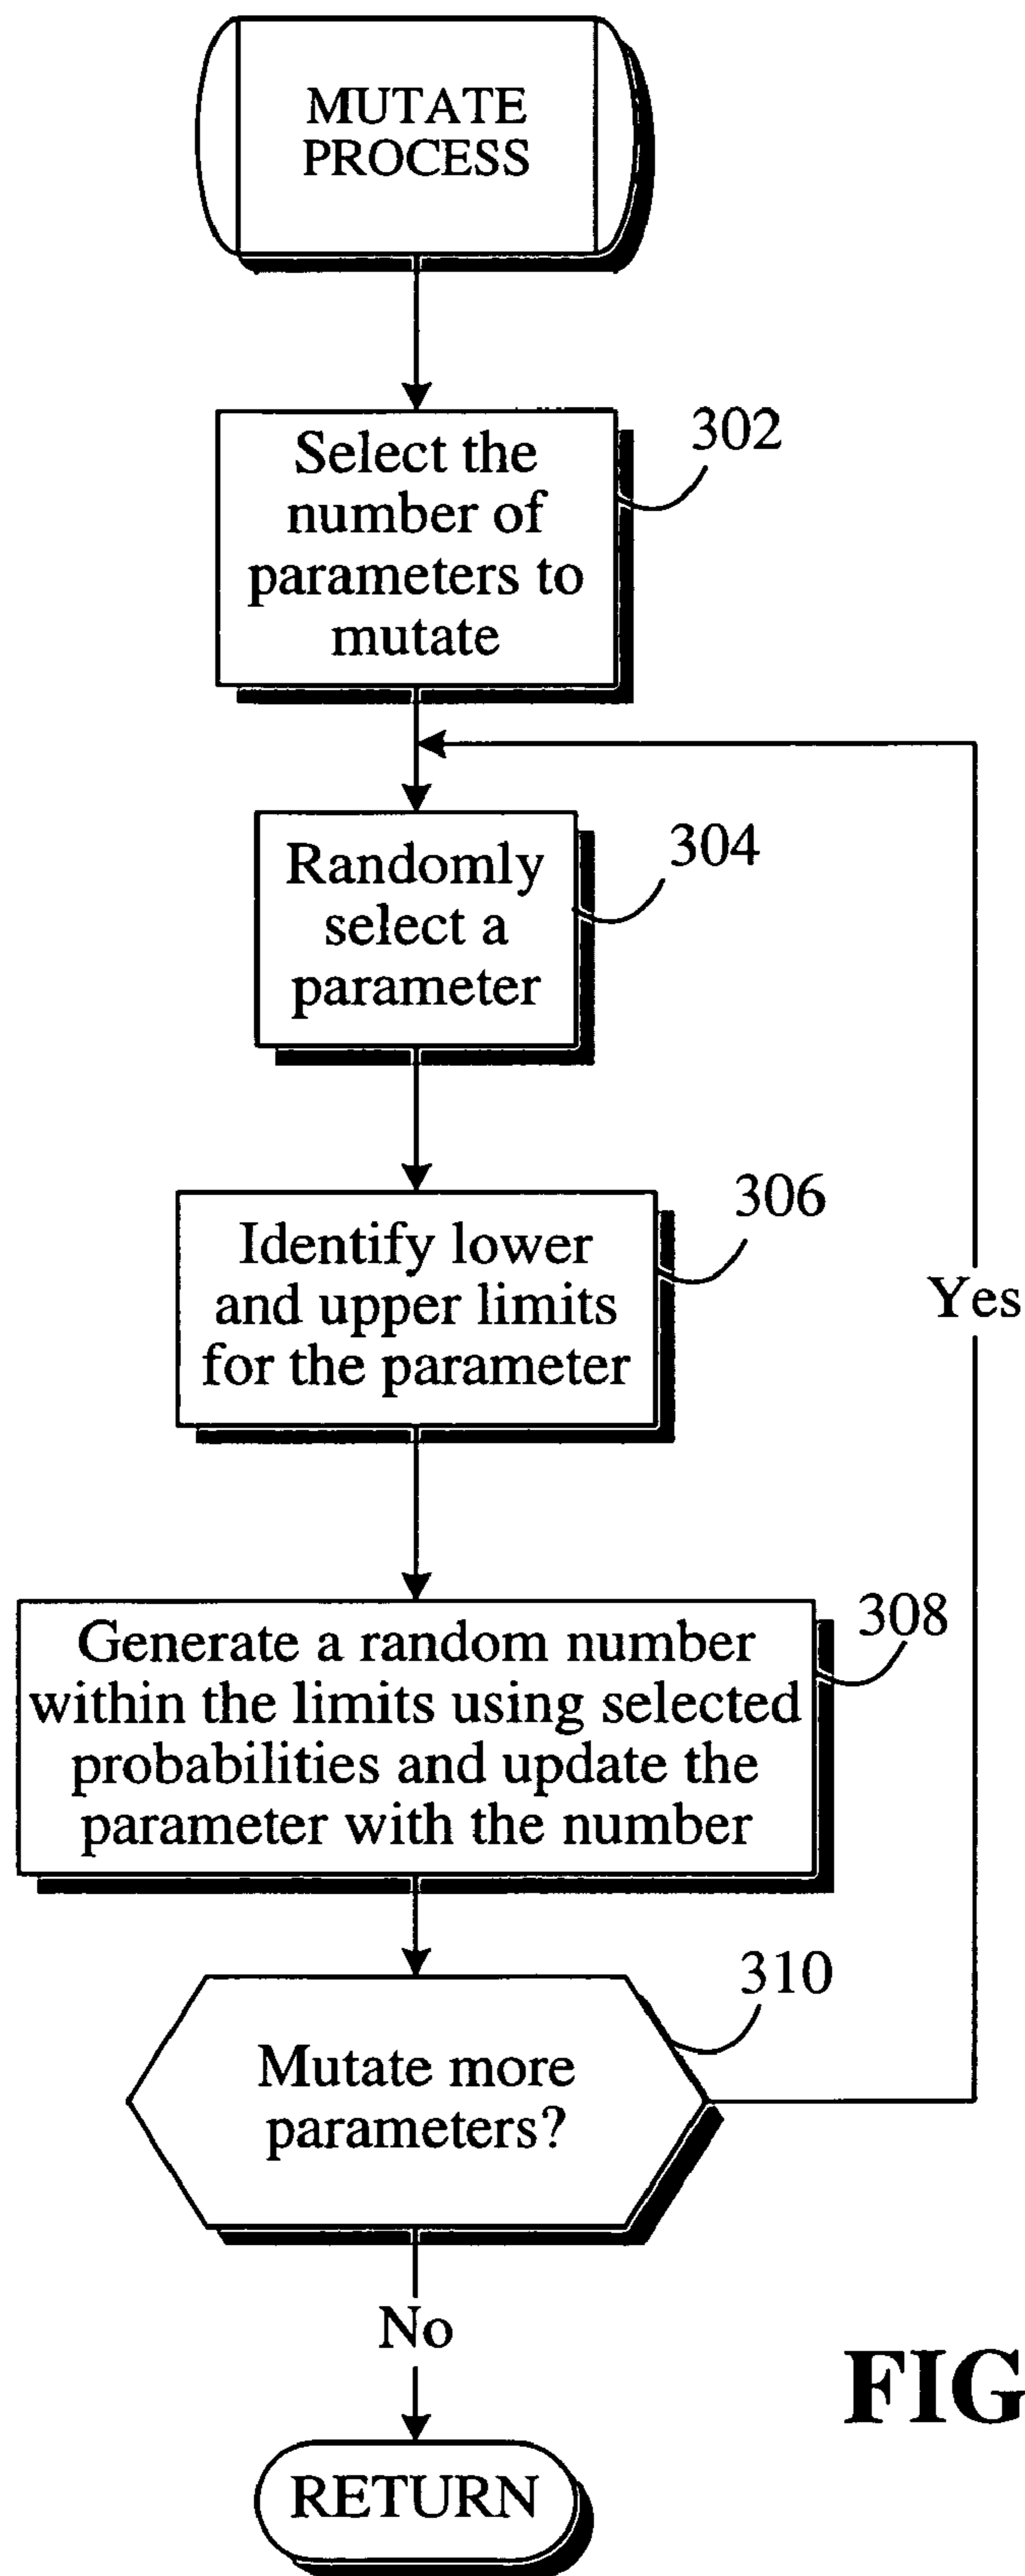 MUTATE
PROCESS
302
Select the
number of
parameters to
mutate
304
Randomly
select a
parameter
306
Identify lower
and upper limits
for the parameter
Yes
308
Generate a random number
within the limits using selected
probabilities and update the
parameter with the number
310
Mutate more
parameters?
No
FIG
RETURN